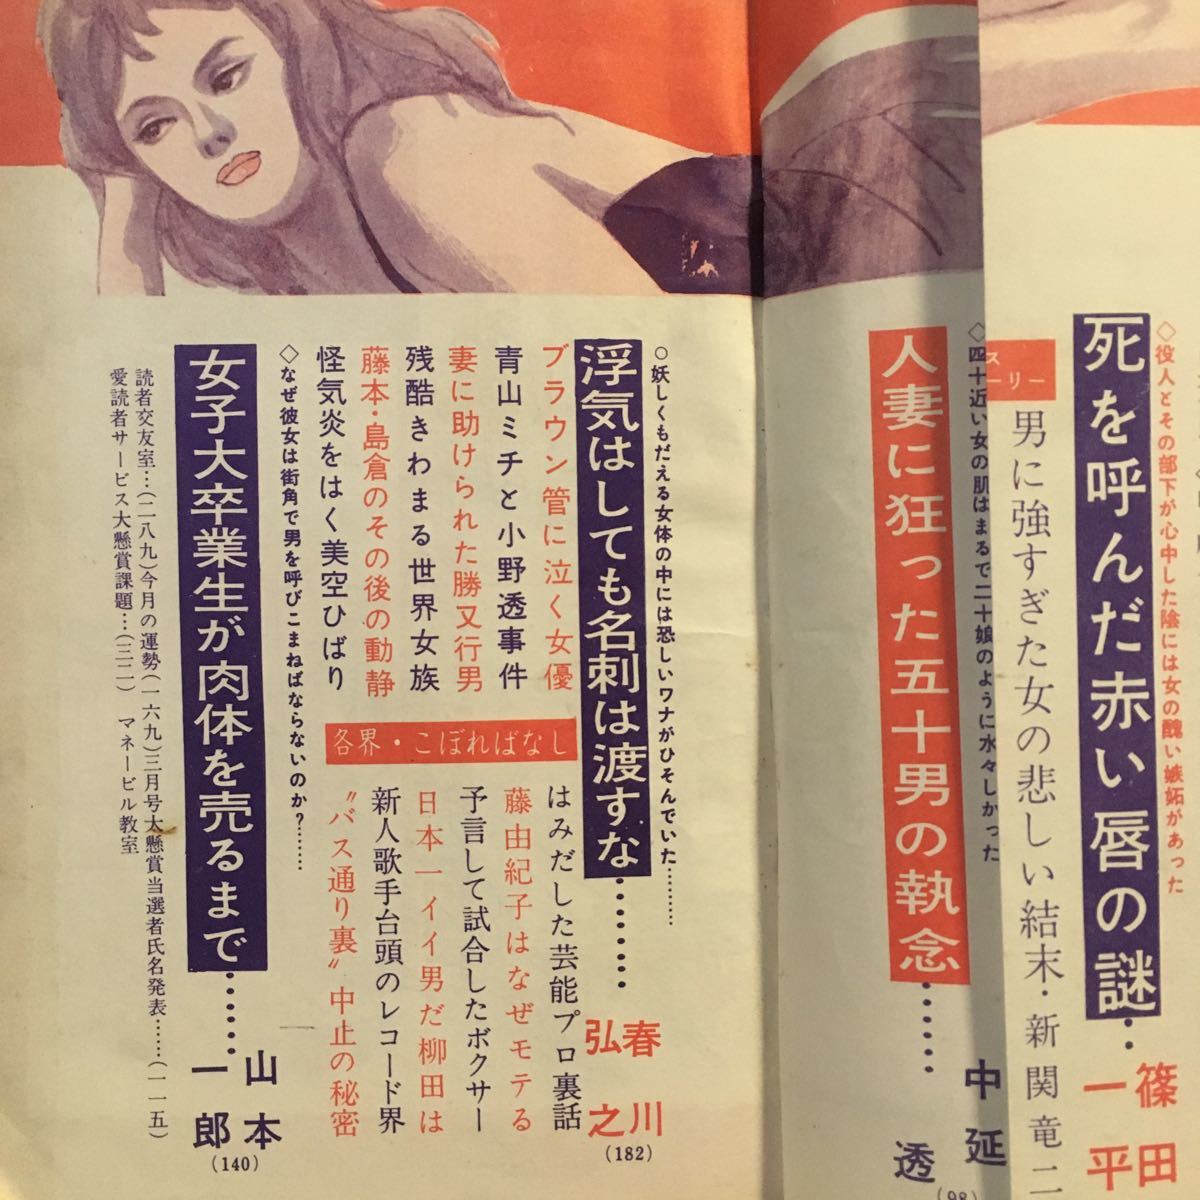 ◇役人とその部下が心中した陰には女の醜い嫉妬があった
死を呼んだ赤い唇の謎‥
篠田一平
ス
ーリー
男に強すぎた女の悲しい結末・新関竜二
◇四十近い女の肌はまるで二十娘のように水々しかった
人妻に狂った五十男の執念……
中延透
(98)
○妖しくもだえる女体の中には恐しいワナがひそんでいた………
浮気はしても名刺は渡すな………
春川弘之
(182)
ブラウン管に泣く女優
青山ミチと小野透事件
妻に助けられた勝又行男
残酷きわまる世界女族
藤本・島倉のその後の動静
怪気炎をはく美空ひばり
各界・こぼればなし
はみだした芸能プロ裏話
藤由紀子はなぜモテる
予言して試合したボクサー
日本一イイ男だ柳田は
新人歌手台頭のレコード界
〝バス通り裏〟中止の秘密
◇なぜ彼女は街角で男を呼びこまねばならないのか?……
女子大卒業生が肉体を売るまで……
山本一郎
(140)
読者交友室…(二八九)今月の運勢(一六九)三月号大懸賞当選者氏名発表……(一一五)
愛読者サービス大懸賞課題…(三二一) マネービル教室